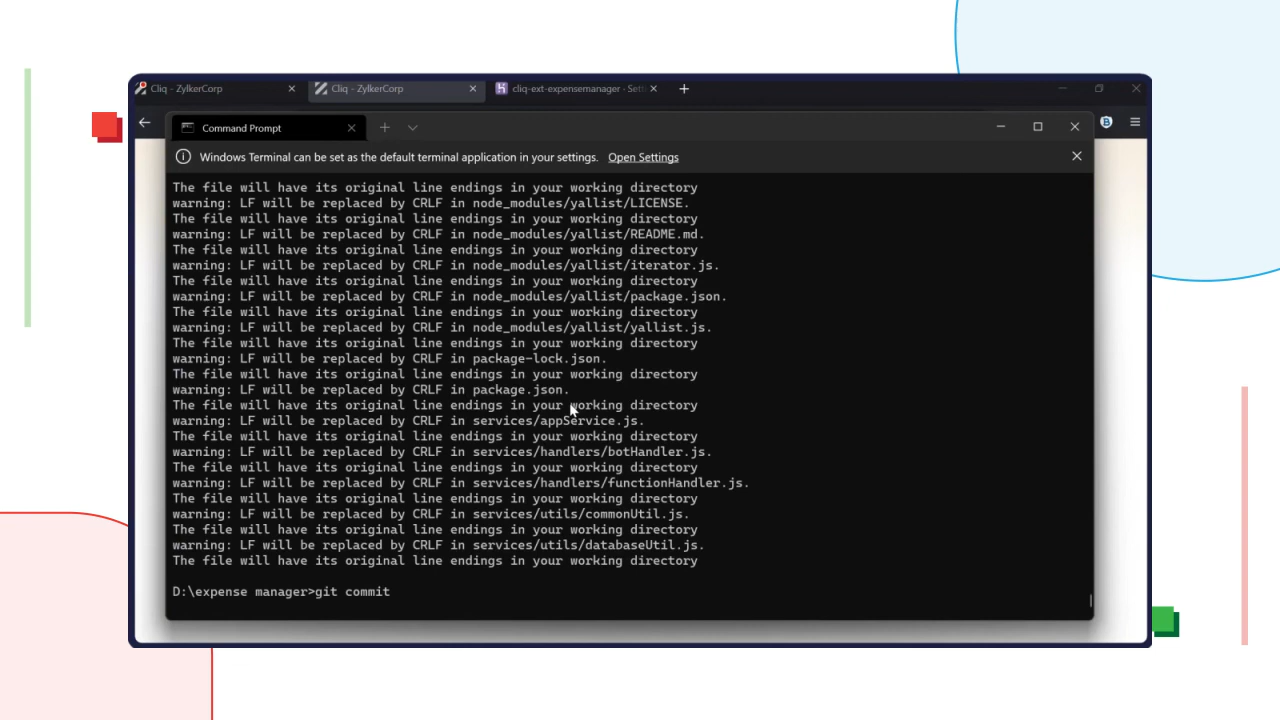 Cliq - ZylkerCorp
Cliq - ZylkerCorp
cliq-ext-expensemanager · Sett
Command Prompt
Windows Terminal can be set as the default terminal application in your settings. Open Settings
The file will have its original line endings in your working directory
warning: LF will be replaced by CRLF in node_modules/yallist/LICENSE.
The file will have its original line endings in your working directory
warning: LF will be replaced by CRLF in node_modules/yallist/README.md.
The file will have its original line endings in your working directory
warning: LF will be replaced by CRLF in node_modules/yallist/iterator.js.
The file will have its original line endings in your working directory
warning: LF will be replaced by CRLF in node_modules/yallist/package.json.
The file will have its original line endings in your working directory
warning: LF will be replaced by CRLF in node_modules/yallist/yallist.js.
The file will have its original line endings in your working directory
warning: LF will be replaced by CRLF in package-lock.json.
The file will have its original line endings in your working directory
warning: LF will be replaced by CRLF in package.json.
The file will have its original line endings in your working directory
warning: LF will be replaced by CRLF in services/appService.js.
The file will have its original line endings in your working directory
warning: LF will be replaced by CRLF in services/handlers/botHandler.js.
The file will have its original line endings in your working directory
warning: LF will be replaced by CRLF in services/handlers/functionHandler.js.
The file will have its original line endings in your working directory
warning: LF will be replaced by CRLF in services/utils/commonUtil.js.
The file will have its original line endings in your working directory
warning: LF will be replaced by CRLF in services/utils/databaseUtil.js.
The file will have its original line endings in your working directory
D:\expense manager>git commit